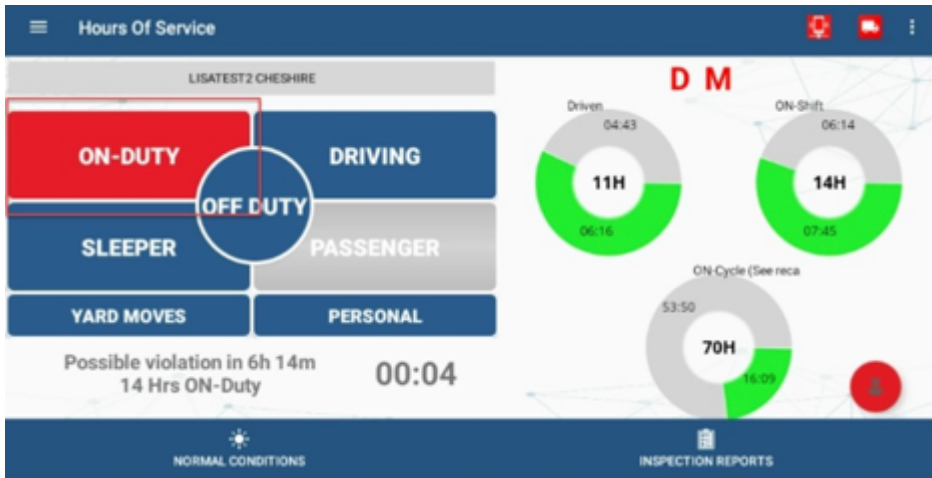 Hours Of Service
LISATEST2 CHESHIRE
ON-DUTY
DRIVING
OFF DUTY
SLEEPER
PASSENGER
YARD MOVES
PERSONAL
Possible violation in 6h 14m
14 Hrs ON-Duty
00:04
D M
Driven
04:43
11H
06:16
ON-Shift
06:14
14H
07:45
ON-Cycle (See reca
53:50
70H
16:09
NORMAL CONDITIONS
INSPECTION REPORTS